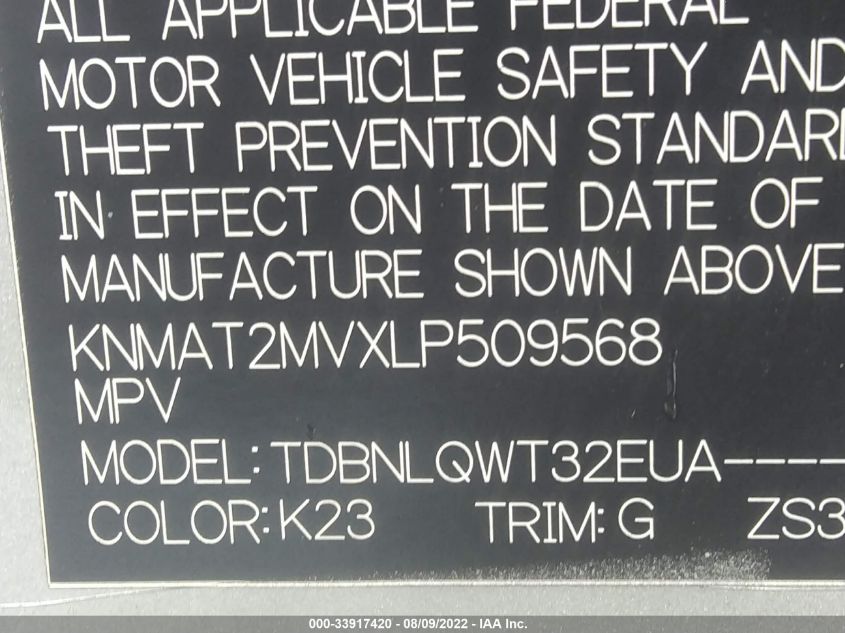 ALL APPLICABLE FEDERAL
MOTOR VEHICLE SAFETY AND
THEFT PREVENTION STANDARD
IN EFFECT ON THE DATE OF
MANUFACTURE SHOWN ABOVE
KNMAT2MVXLP509568
MPV
MODEL: TDBNLQWT32EUA----
COLOR: K23 TRIM: G ZS3
000-33917420 - 08/09/2022 - IAA Inc.